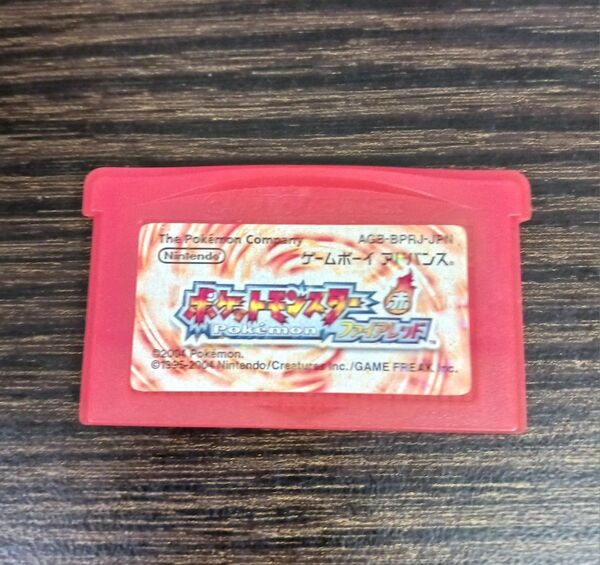 The Pokémon Company AGB-BPRJ-JPN
Nintendo ゲームボーイ アドバンス®
ポケットモンスター 赤
Pokémon ファイアレッド™
©2004 Pokémon.
©1995-2004 Nintendo/Creatures inc./GAME FREAK inc.